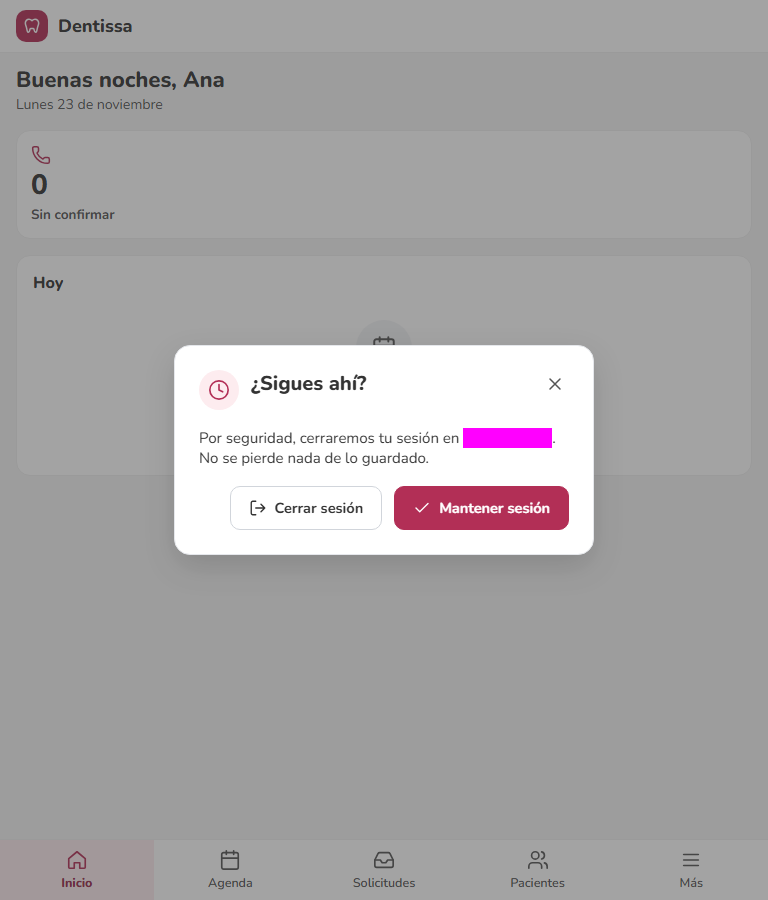 Dentissa
Buenas noches, Ana
Lunes 23 de noviembre
0
Sin confirmar
Hoy
¿Sigues ahí?
Por seguridad, cerraremos tu sesión en .
No se pierde nada de lo guardado.
Cerrar sesión
Mantener sesión
Inicio
Agenda
Solicitudes
Pacientes
Más